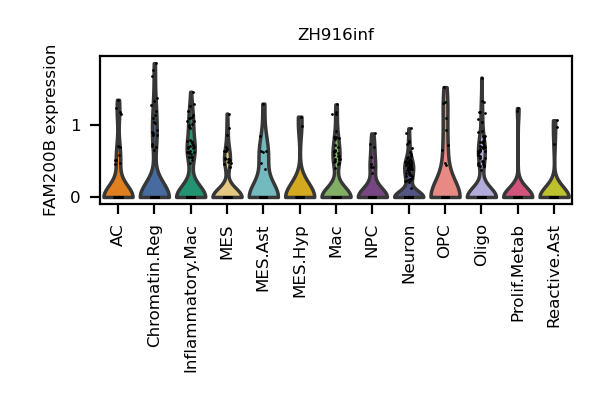 ZH916inf
FAM200B expression
1
0
AC
Chromatin.Reg
Inflammatory.Mac
MES
MES.Ast
MES.Hyp
Mac
NPC
Neuron
OPC
Oligo
Prolif.Metab
Reactive.Ast